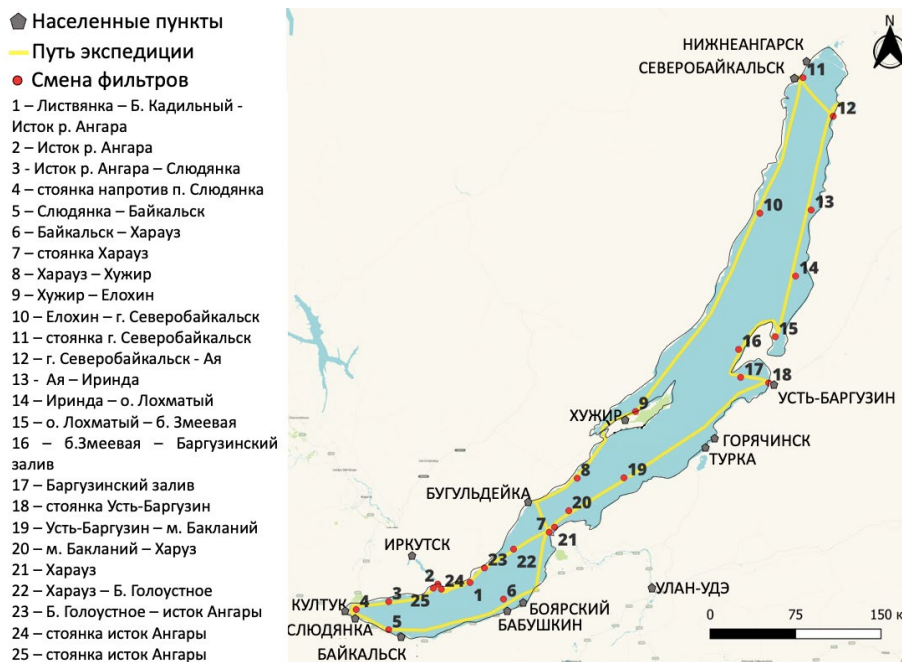 Населенные пункты
Путь экспедиции
Смена фильтров
1 – Листвянка – Б. Кадильный -
Исток р. Ангара
2 – Исток р. Ангара
3 - Исток р. Ангара – Слюдянка
4 – стоянка напротив п. Слюдянка
5 – Слюдянка – Байкальск
6 – Байкальск – Харауз
7 – стоянка Харауз
8 – Харауз – Хужир
9 – Хужир – Елохин
10 – Елохин – г. Северобайкальск
11 – стоянка г. Северобайкальск
12 – г. Северобайкальск - Ая
13 - Ая – Иринда
14 – Иринда – о. Лохматый
15 – о. Лохматый – б. Змеевая
16 – б.Змеевая – Баргузинский
залив
17 – Баргузинский залив
18 – стоянка Усть-Баргузин
19 – Усть-Баргузин – м. Бакланий
20 – м. Бакланий – Харуз
21 – Харауз
22 – Харауз – Б. Голоустное
23 – Б. Голоустное – исток Ангары
24 – стоянка исток Ангары
25 – стоянка исток Ангары
N
НИЖНЕАНГАРСК
СЕВЕРОБАЙКАЛЬСК
11
12
13
10
14
15
16
17
18
УСТЬ-БАРГУЗИН
9
ХУЖИР
ГОРЯЧИНСК
ТУРКА
8
19
БУГУЛЬДЕЙКА
20
7
21
ИРКУТСК
22
23
2
24
1
УЛАН-УДЭ
3
25
6
КУЛТУК
4
БОЯРСКИЙ
БАБУШКИН
СЛЮДЯНКА
5
БАЙКАЛЬСК
0 75 150 к